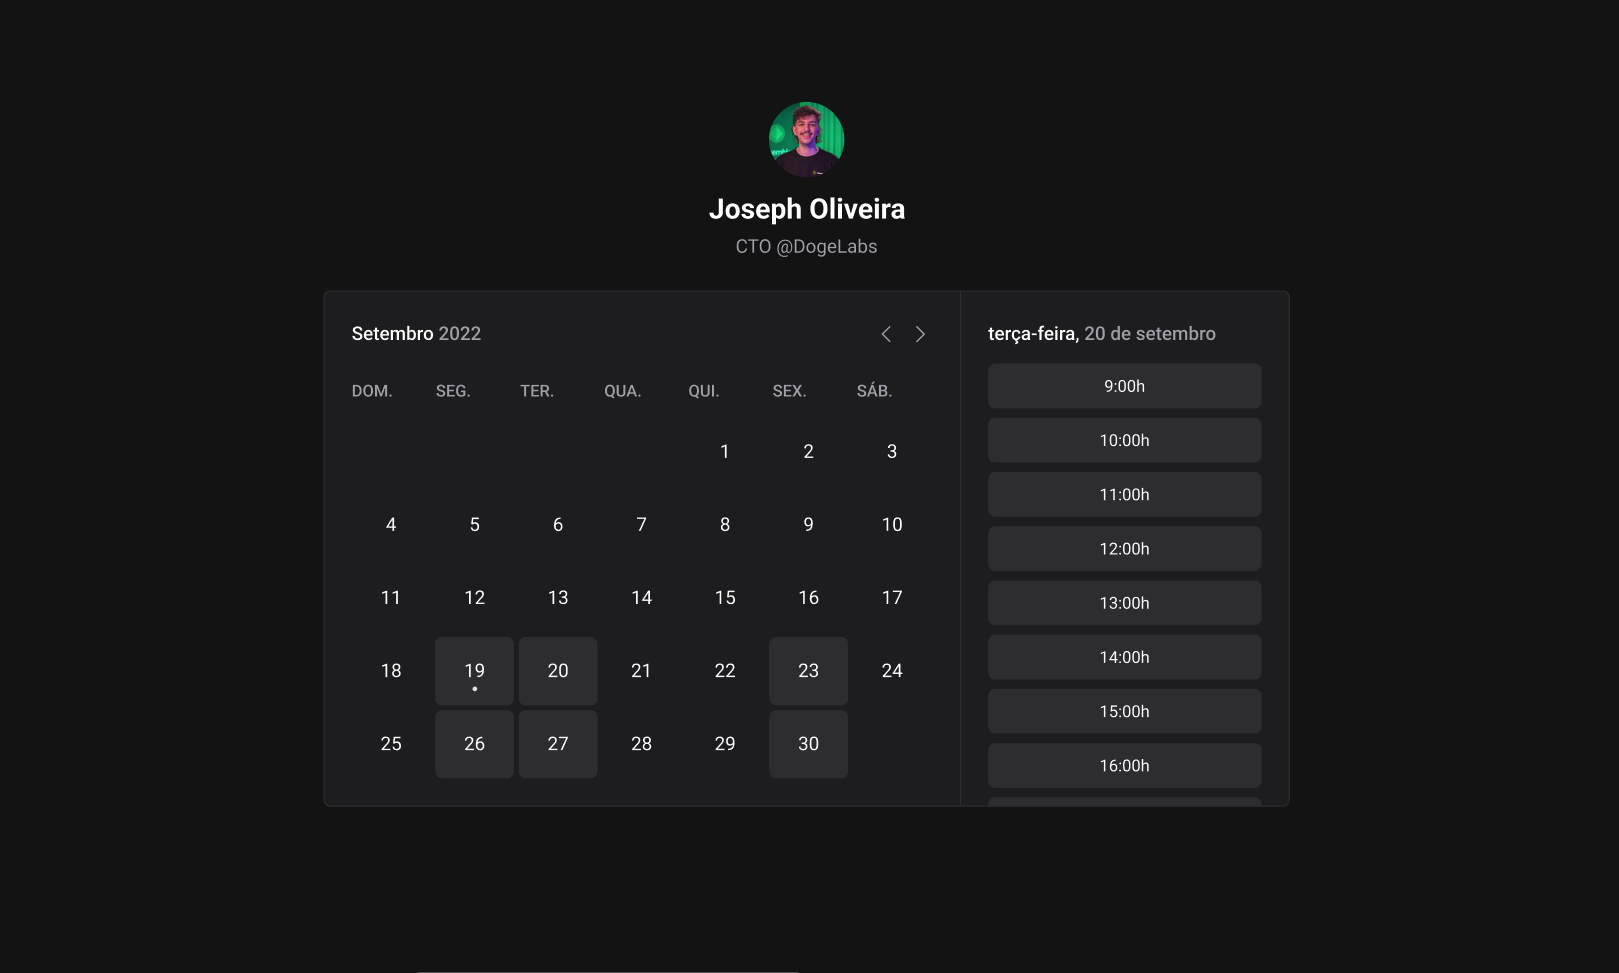 Joseph Oliveira
CTO @DogeLabs
Setembro 2022
DOM. SEG. TER. QUA. QUI. SEX. SÁB.
1 2 3
4 5 6 7 8 9 10
11 12 13 14 15 16 17
18 19 20 21 22 23 24
25 26 27 28 29 30
terça-feira, 20 de setembro
9:00h
10:00h
11:00h
12:00h
13:00h
14:00h
15:00h
16:00h